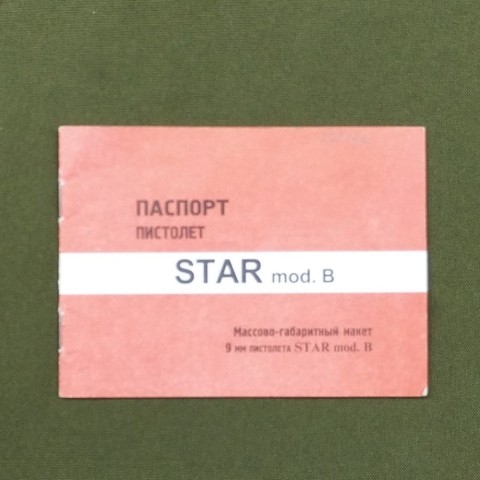 ПАСПОРТ
ПИСТОЛЕТ
STAR mod. B
Массово-габаритный макет
9 мм пистолета STAR mod. B